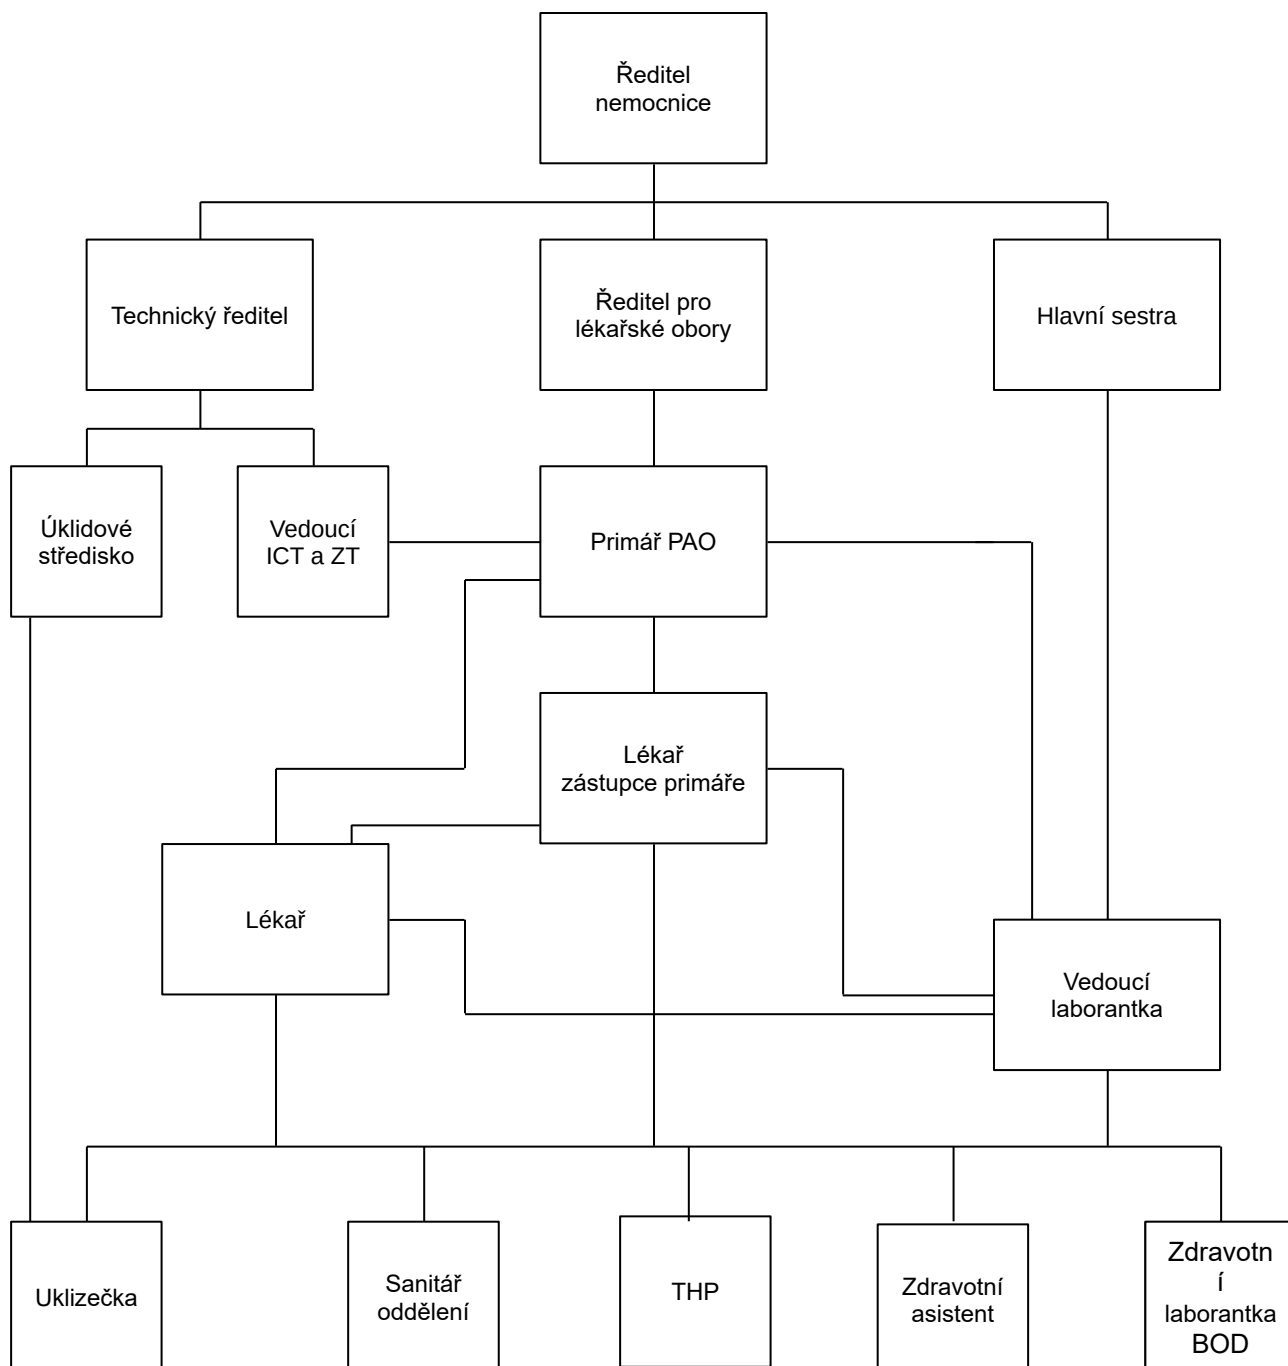 Ředitel
nemocnice
Technický ředitel
Ředitel pro
lékařské obory
Hlavní sestra
Úklidové
středisko
Vedoucí
ICT a ZT
Primář PAO
Lékař
zástupce primáře
Lékař
Vedoucí
laborantka
Uklizečka
Sanitář
oddělení
THP
Zdravotní
asistent
Zdravotn
í
laborantka
BOD